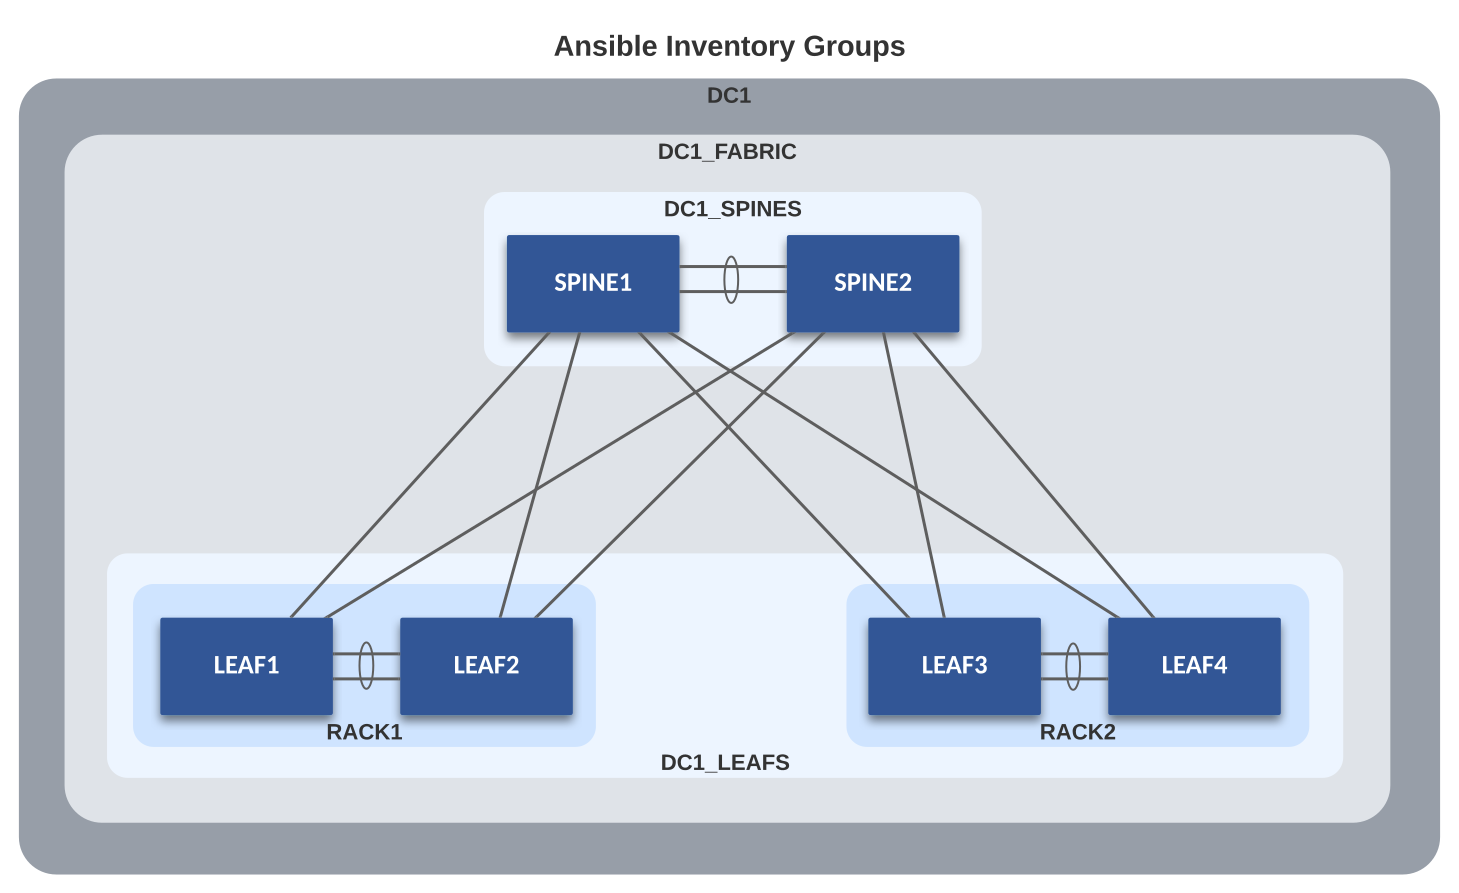 Ansible Inventory Groups
DC1
DC1_FABRIC
DC1_SPINES
SPINE1
SPINE2
LEAF1
LEAF2
LEAF3
LEAF4
RACK1
RACK2
DC1_LEAFS